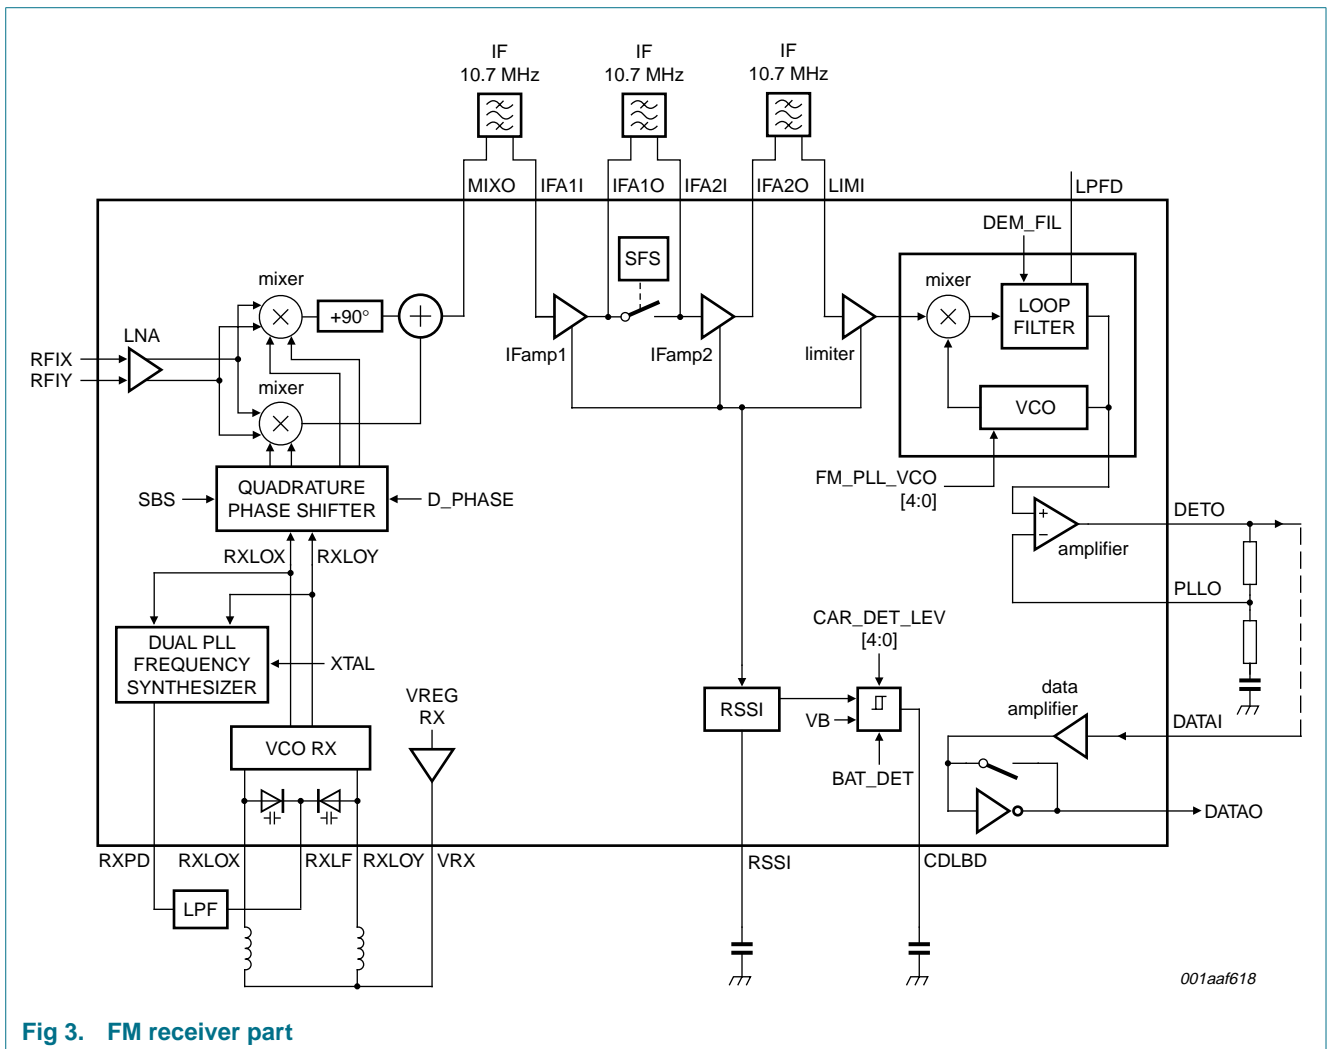 IF
10.7 MHz
IF
10.7 MHz
IF
10.7 MHz
MIXO
IFA1I
IFA1O
IFA2I
IFA2O
LIMI
LPFD
DEM_FIL
SFS
mixer
mixer
+90°
LOOP
FILTER
LNA
RFIX
RFIY
IFamp1
IFamp2
limiter
mixer
VCO
QUADRATURE
PHASE SHIFTER
SBS
D_PHASE
FM_PLL_VCO
[4:0]
+
−
amplifier
DETO
RXLOX
RXLOY
PLLO
DUAL PLL
FREQUENCY
SYNTHESIZER
XTAL
CAR_DET_LEV
[4:0]
VREG
RX
RSSI
VB
data
amplifier
DATAI
VCO RX
BAT_DET
DATAO
RXPD
RXLOX
RXLF
RXLOY
VRX
RSSI
CDLBD
LPF
001aaf618
Fig 3. FM receiver part